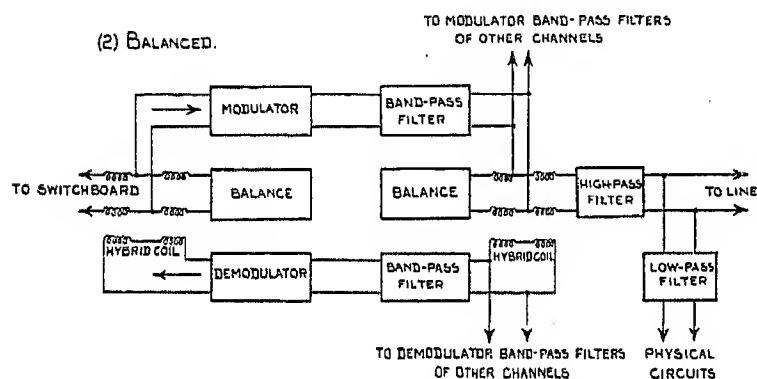 (2) BALANCED.
TO MODULATOR BAND-PASS FILTERS
OF OTHER CHANNELS
MODULATOR
BAND-PASS
FILTER
TO SWITCHBOARD
BALANCE
BALANCE
HIGH-PASS
FILTER
TO LINE
HYBRID COIL
DEMODULATOR
BAND-PASS
FILTER
HYBRID COIL
LOW-PASS
FILTER
TO DEMODULATOR BAND-PASS FILTERS
OF OTHER CHANNELS
PHYSICAL
CIRCUITS